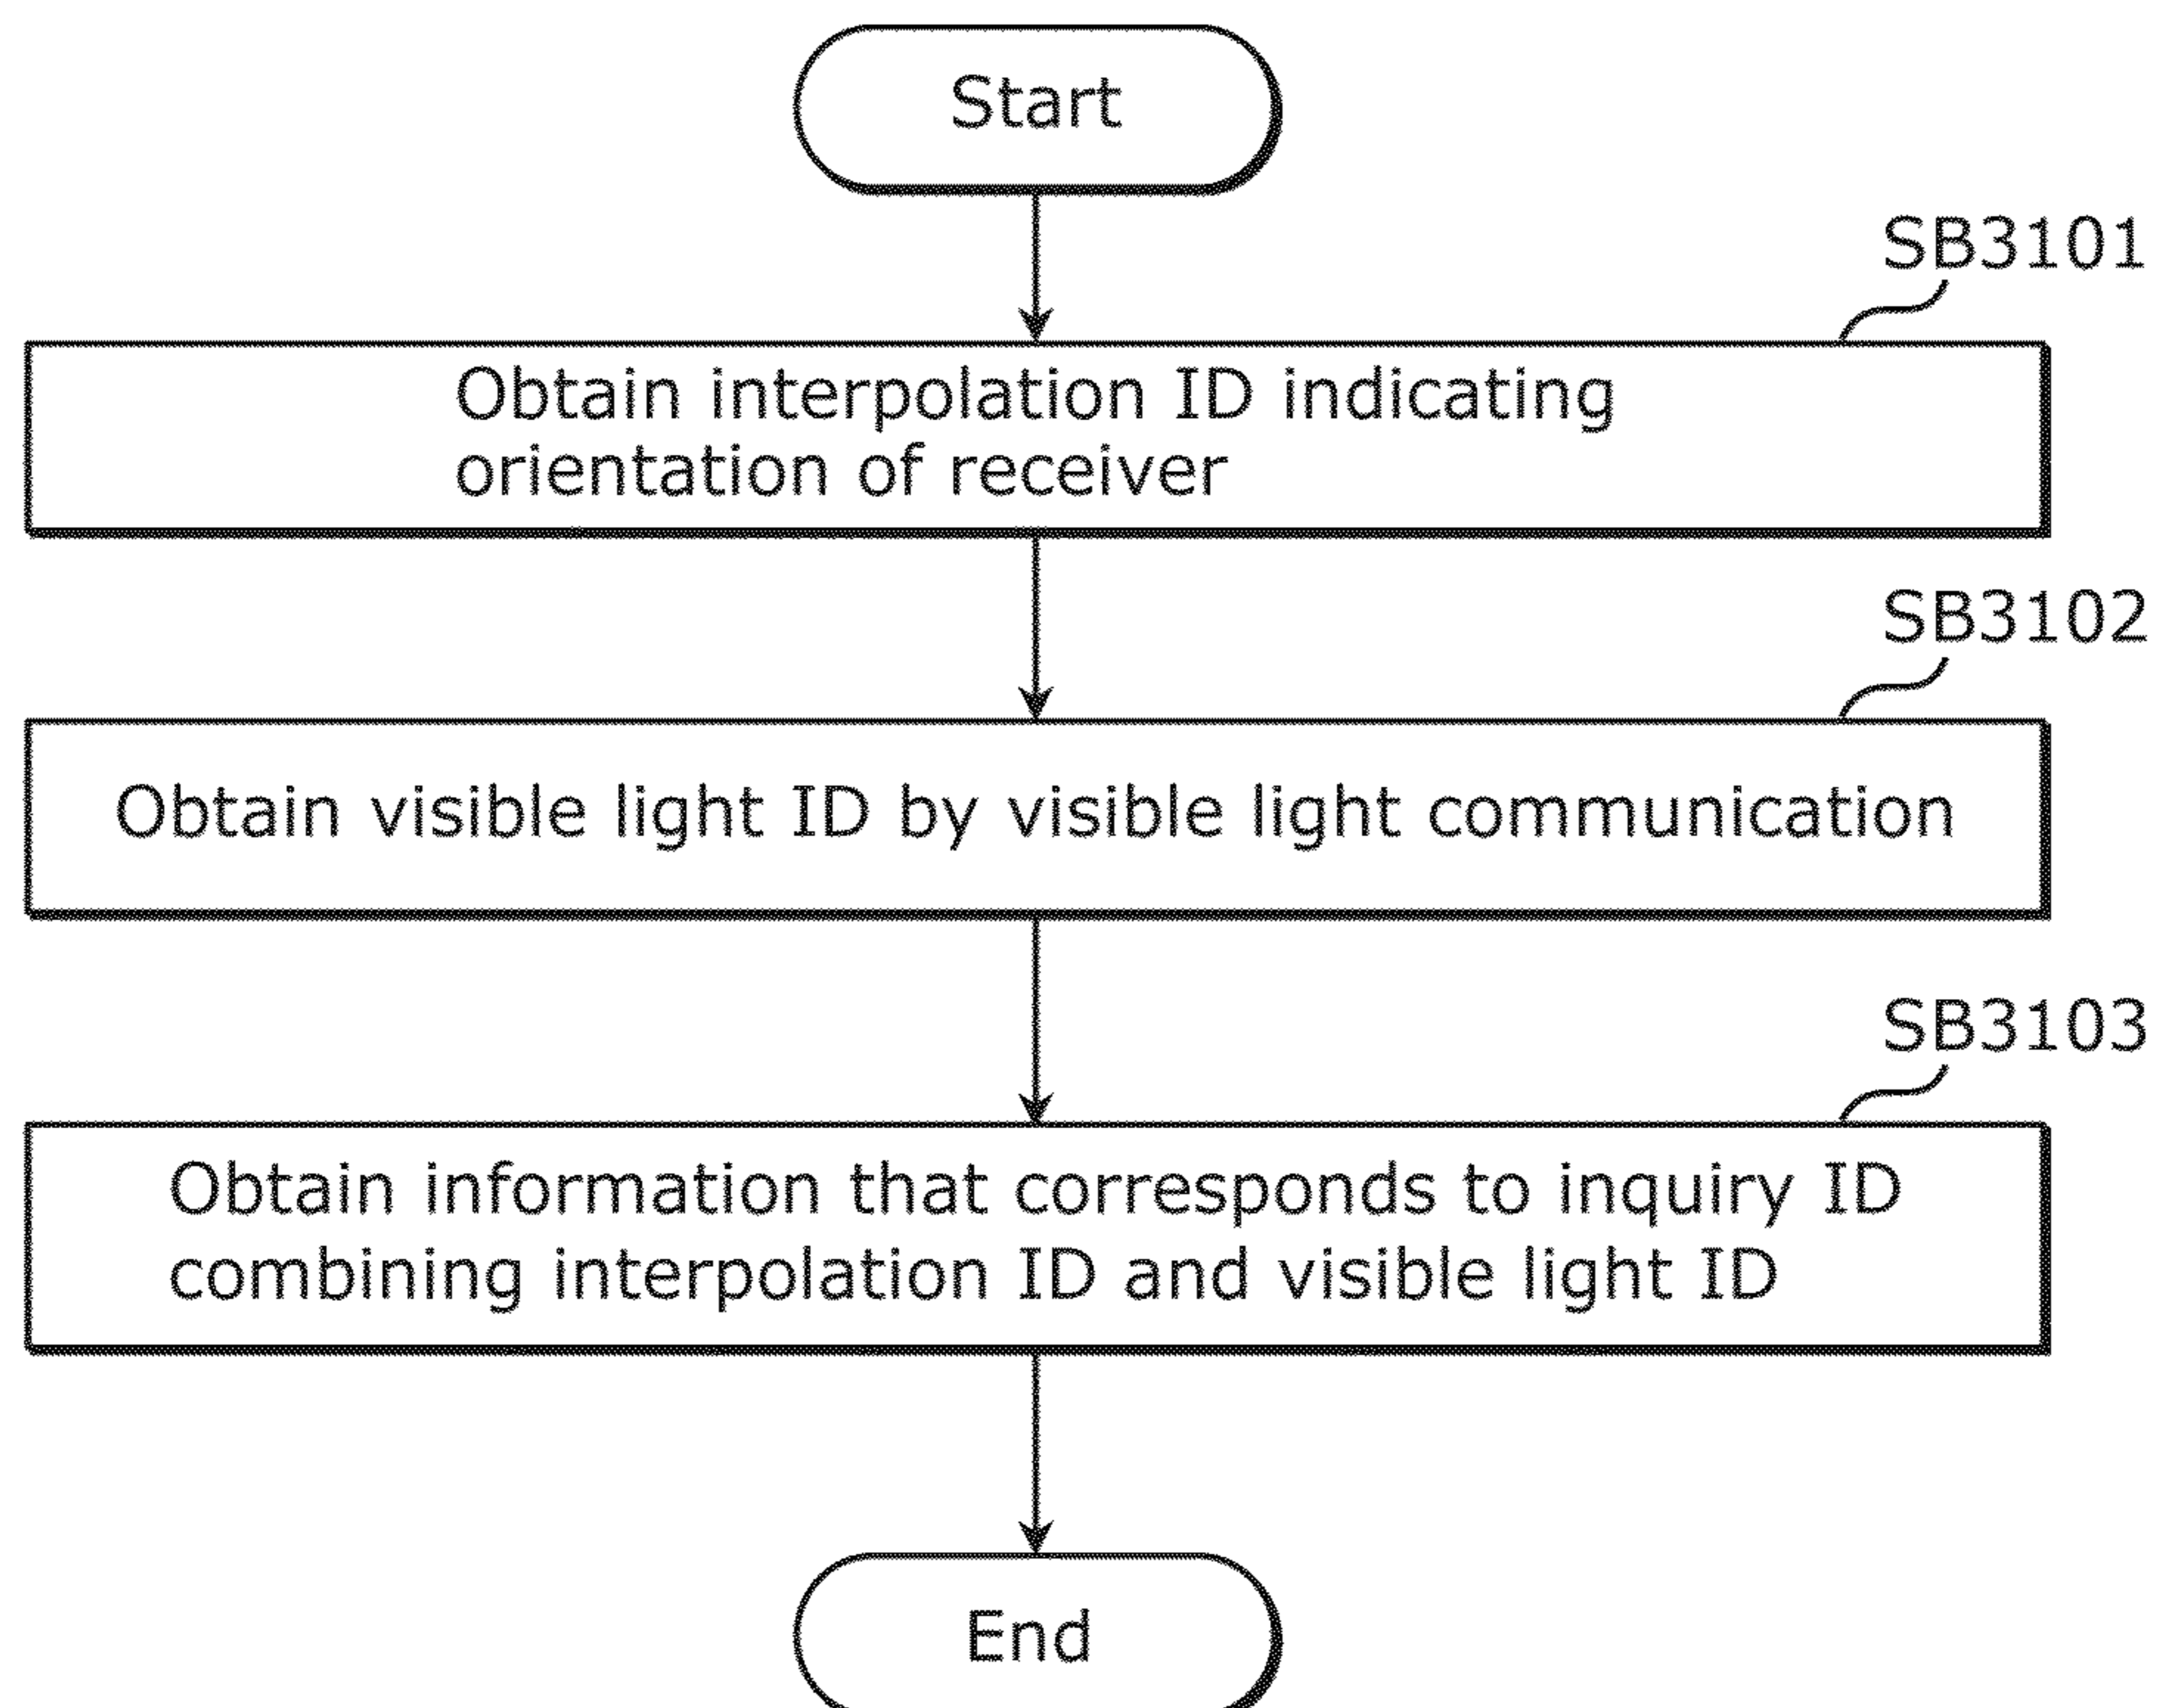 Start
SB3101
Obtain interpolation ID indicating
orientation of receiver
SB3102
Obtain visible light ID by visible light communication
SB3103
Obtain information that corresponds to inquiry ID
combining interpolation ID and visible light ID
End